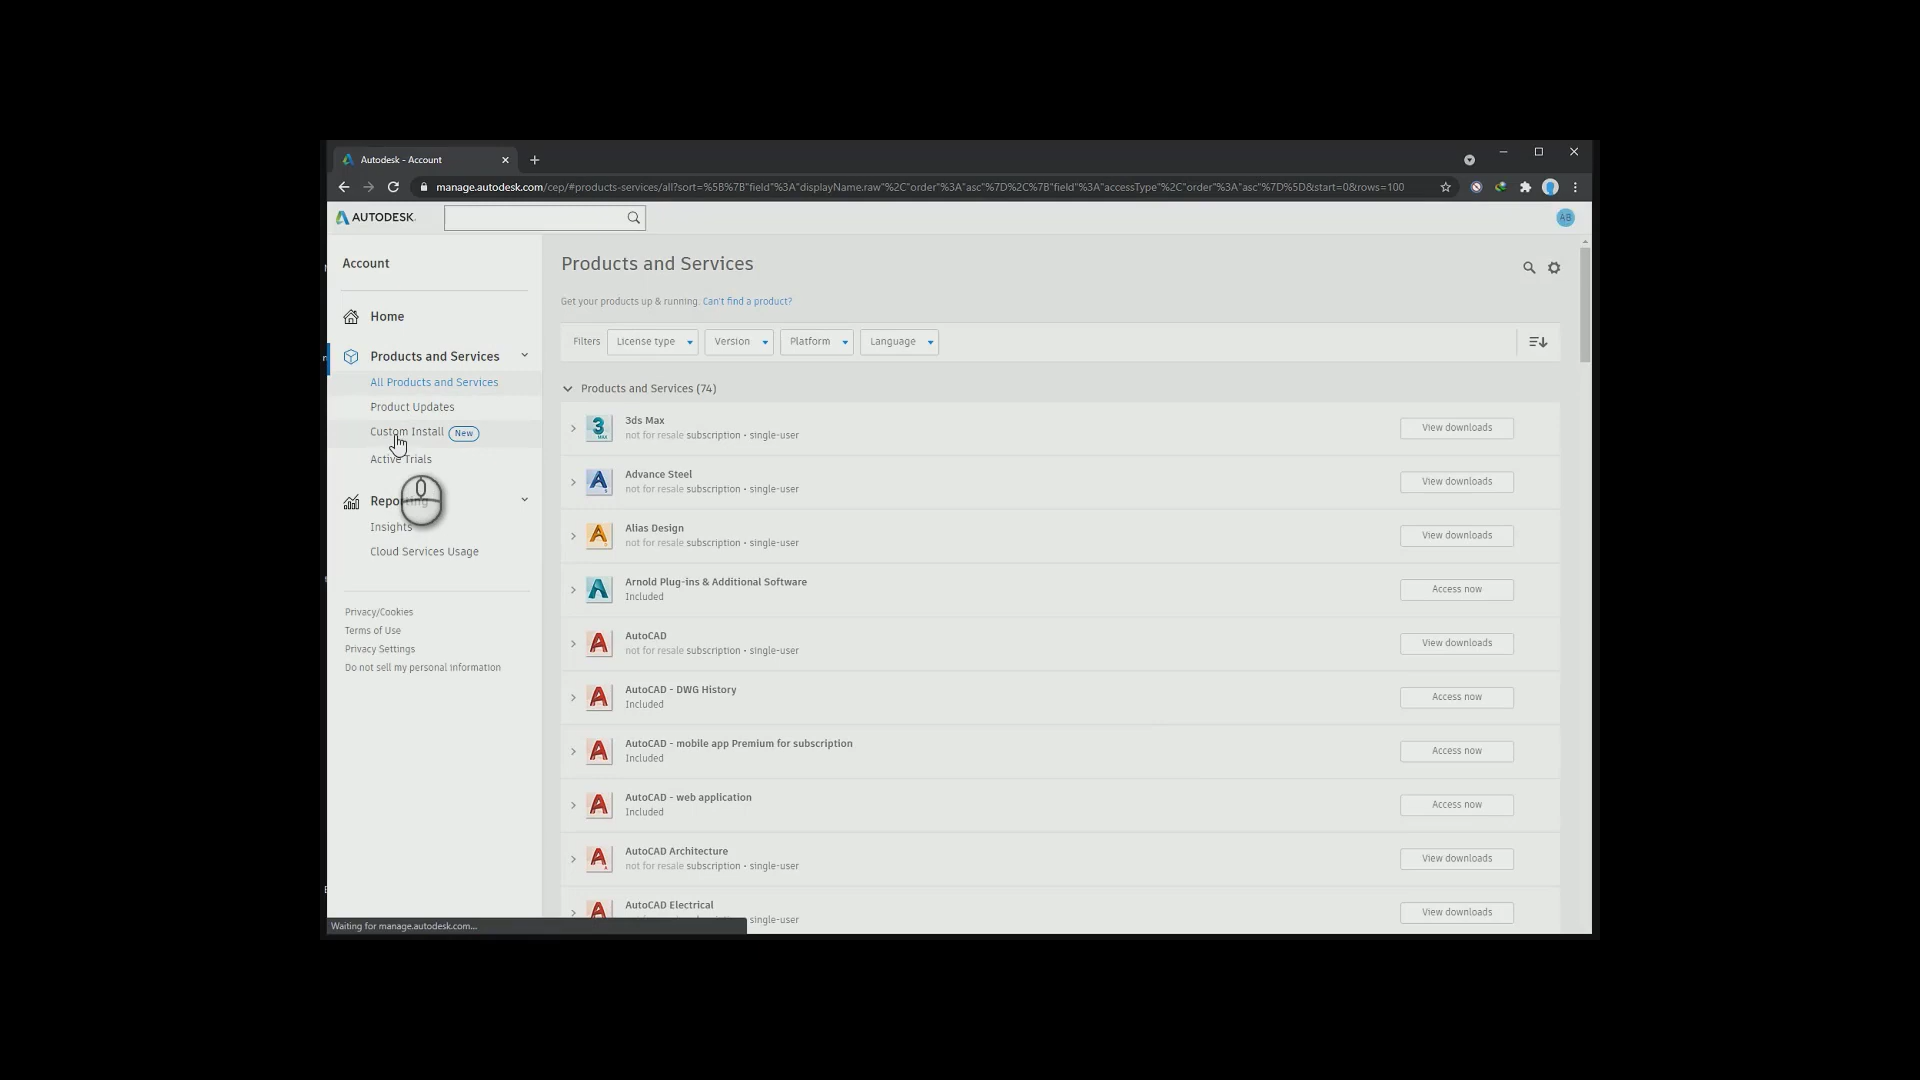 Autodesk - Account
manage.autodesk.com/cep/#products-services/all?sort=%5B%7B"field"%3A"displayName.raw"%2C"order"%3A"asc"%7D%2C%7B"field"%3A"accessType"%2C"order"%3A"asc"%7D%5D&start=0&rows=100
AUTODESK
AB
Account
Home
Products and Services
All Products and Services
Product Updates
Custom Install New
Active Trials
Reporting
Insights
Cloud Services Usage
Privacy/Cookies
Terms of Use
Privacy Settings
Do not sell my personal information
Products and Services
Get your products up & running. Can't find a product?
Filters License type Version Platform Language
Products and Services (74)
3ds Max
not for resale subscription • single-user
View downloads
Advance Steel
not for resale subscription • single-user
View downloads
Alias Design
not for resale subscription • single-user
View downloads
Arnold Plug-ins & Additional Software
Included
Access now
AutoCAD
not for resale subscription • single-user
View downloads
AutoCAD - DWG History
Included
Access now
AutoCAD - mobile app Premium for subscription
Included
Access now
AutoCAD - web application
Included
Access now
AutoCAD Architecture
not for resale subscription • single-user
View downloads
AutoCAD Electrical
single-user
View downloads
Waiting for manage.autodesk.com...